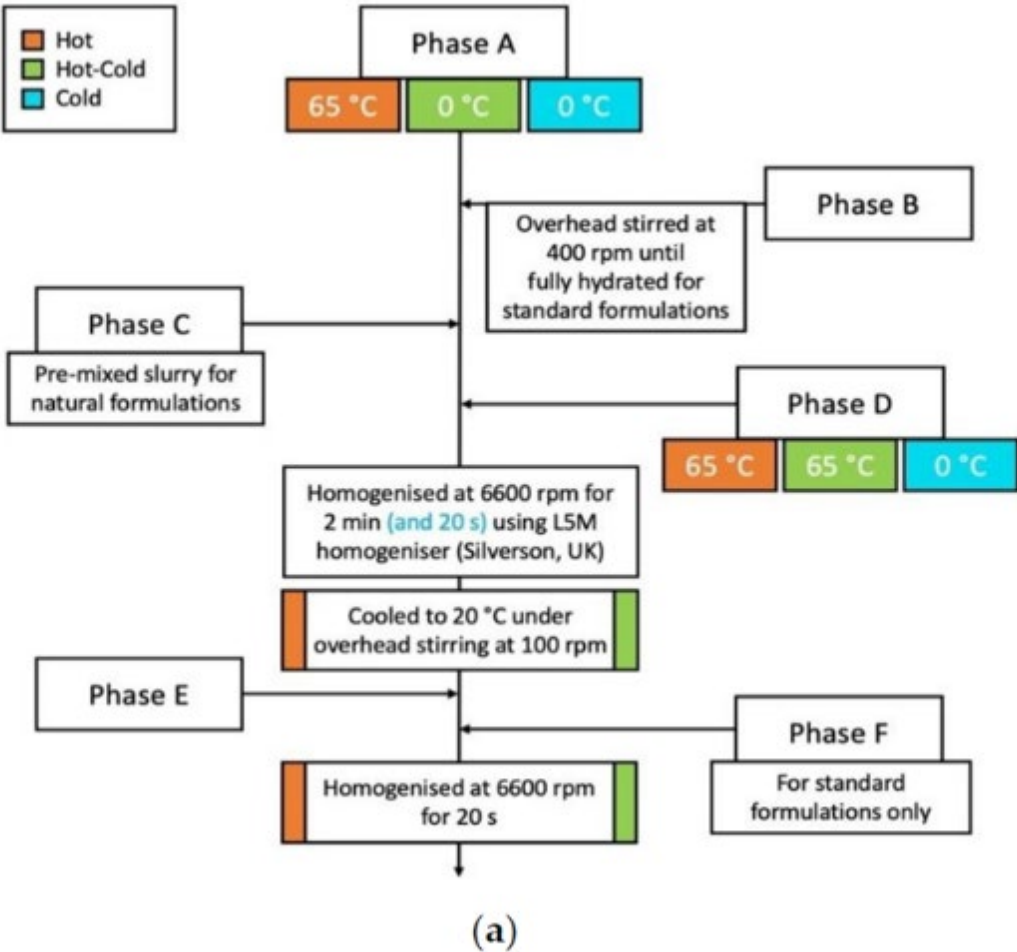 Hot
Hot-Cold
Cold
Phase A
65 °C
0 °C
0 °C
Phase B
Overhead stirred at
400 rpm until
fully hydrated for
standard formulations
Phase C
Pre-mixed slurry for
natural formulations
Phase D
65 °C
65 °C
0 °C
Homogenised at 6600 rpm for
2 min (and 20 s) using L5M
homogeniser (Silverson, UK)
Cooled to 20 °C under
overhead stirring at 100 rpm
Phase E
Phase F
For standard
formulations only
Homogenised at 6600 rpm
for 20 s
(a)